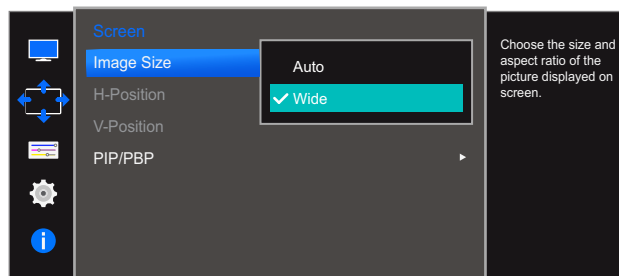 Screen
Image Size
Auto
Wide
H-Position
V-Position
PIP/PBP
Choose the size and
aspect ratio of the
picture displayed on
screen.